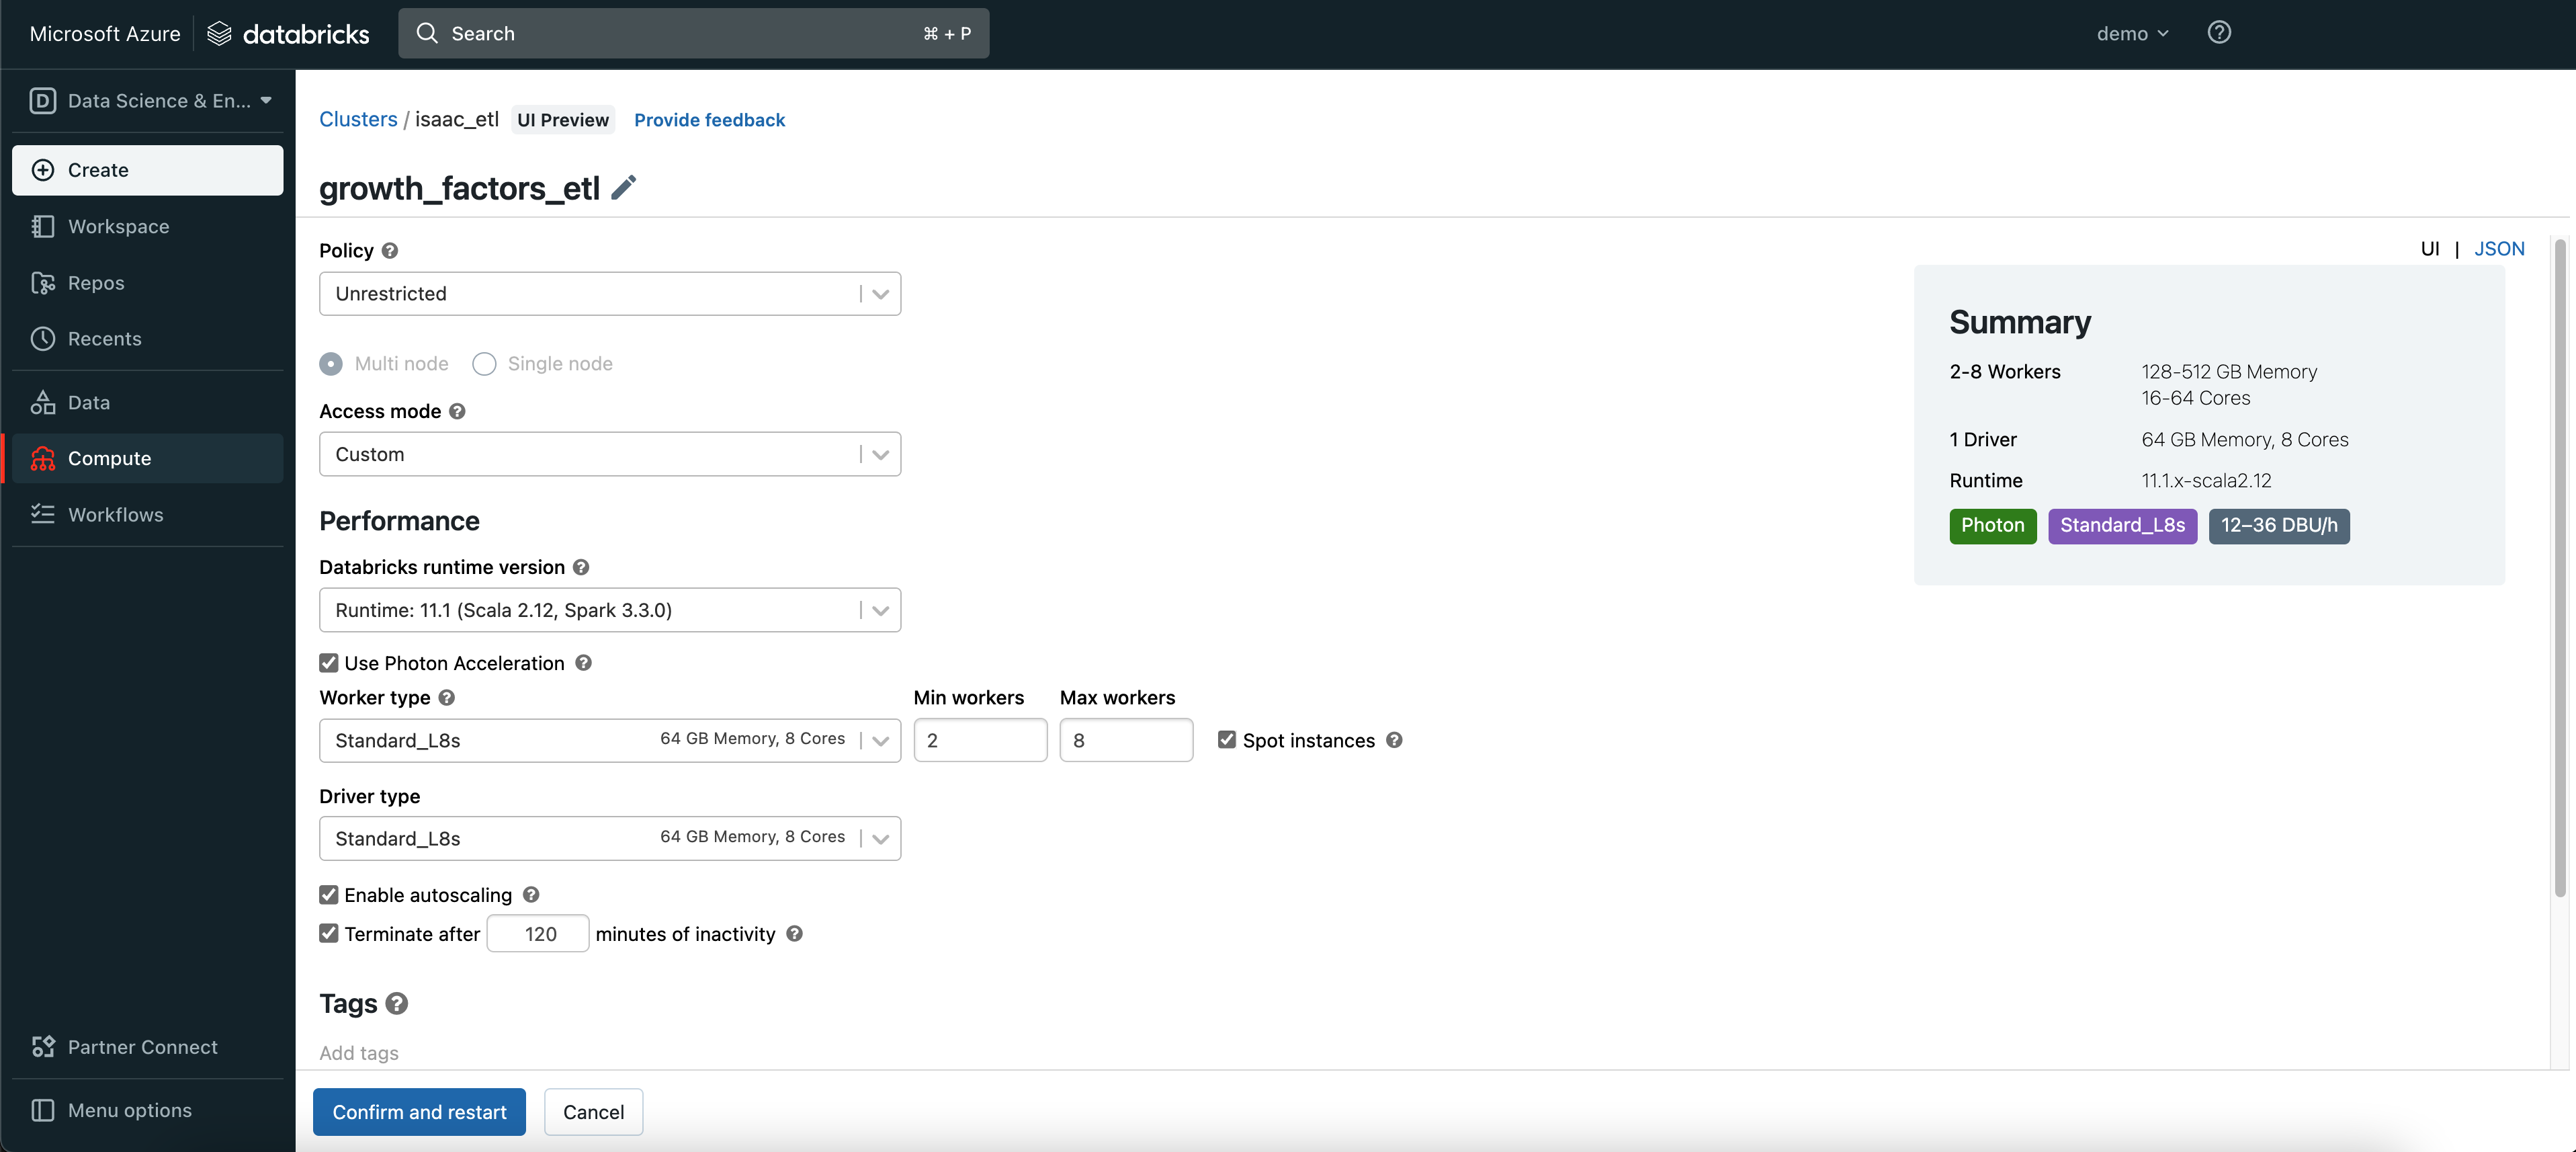 Microsoft Azure databricks Search ⌘ + P demo
Data Science & En...
Create
Workspace
Repos
Recents
Data
Compute
Workflows
Partner Connect
Menu options
Clusters / isaac_etl UI Preview Provide feedback
growth_factors_etl
UI | JSON
Policy
Unrestricted
Multi node Single node
Access mode
Custom
Performance
Databricks runtime version
Runtime: 11.1 (Scala 2.12, Spark 3.3.0)
Use Photon Acceleration
Worker type Min workers Max workers
Standard_L8s 64 GB Memory, 8 Cores 2 8 Spot instances
Driver type
Standard_L8s 64 GB Memory, 8 Cores
Enable autoscaling
Terminate after 120 minutes of inactivity
Tags
Add tags
Confirm and restart Cancel
Summary
2-8 Workers 128-512 GB Memory
16-64 Cores
1 Driver 64 GB Memory, 8 Cores
Runtime 11.1.x-scala2.12
Photon Standard_L8s 12–36 DBU/h